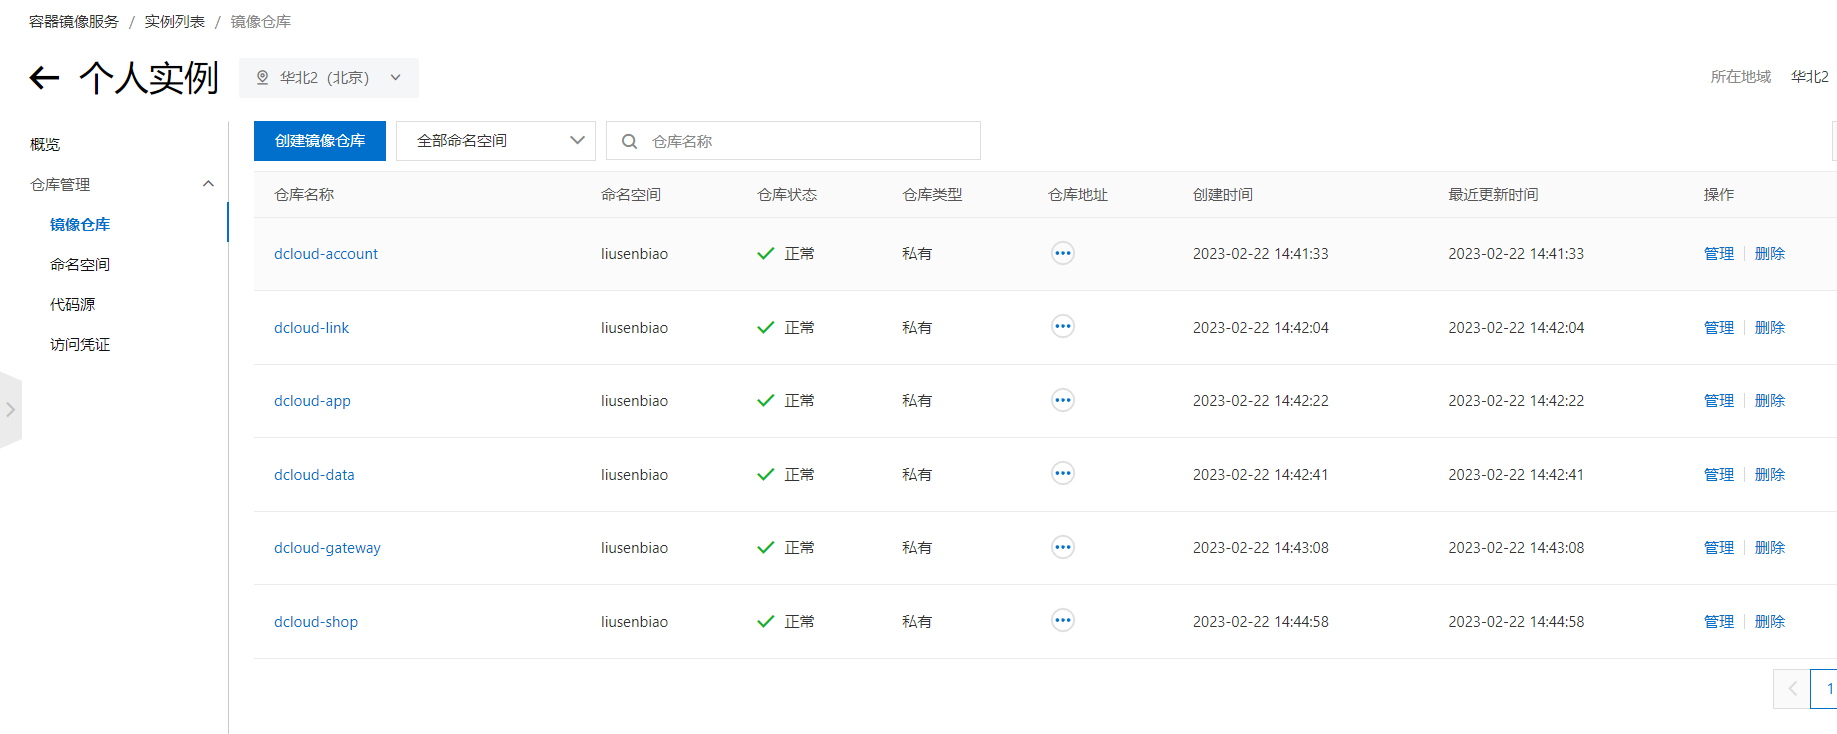 容器镜像服务 / 实例列表 / 镜像仓库
个人实例 华北2（北京） 所在地域 华北2
概览
仓库管理
镜像仓库
命名空间
代码源
访问凭证
创建镜像仓库 全部命名空间 仓库名称
仓库名称 命名空间 仓库状态 仓库类型 仓库地址 创建时间 最近更新时间 操作
dcloud-account liusenbiao 正常 私有 2023-02-22 14:41:33 2023-02-22 14:41:33 管理 删除
dcloud-link liusenbiao 正常 私有 2023-02-22 14:42:04 2023-02-22 14:42:04 管理 删除
dcloud-app liusenbiao 正常 私有 2023-02-22 14:42:22 2023-02-22 14:42:22 管理 删除
dcloud-data liusenbiao 正常 私有 2023-02-22 14:42:41 2023-02-22 14:42:41 管理 删除
dcloud-gateway liusenbiao 正常 私有 2023-02-22 14:43:08 2023-02-22 14:43:08 管理 删除
dcloud-shop liusenbiao 正常 私有 2023-02-22 14:44:58 2023-02-22 14:44:58 管理 删除
1